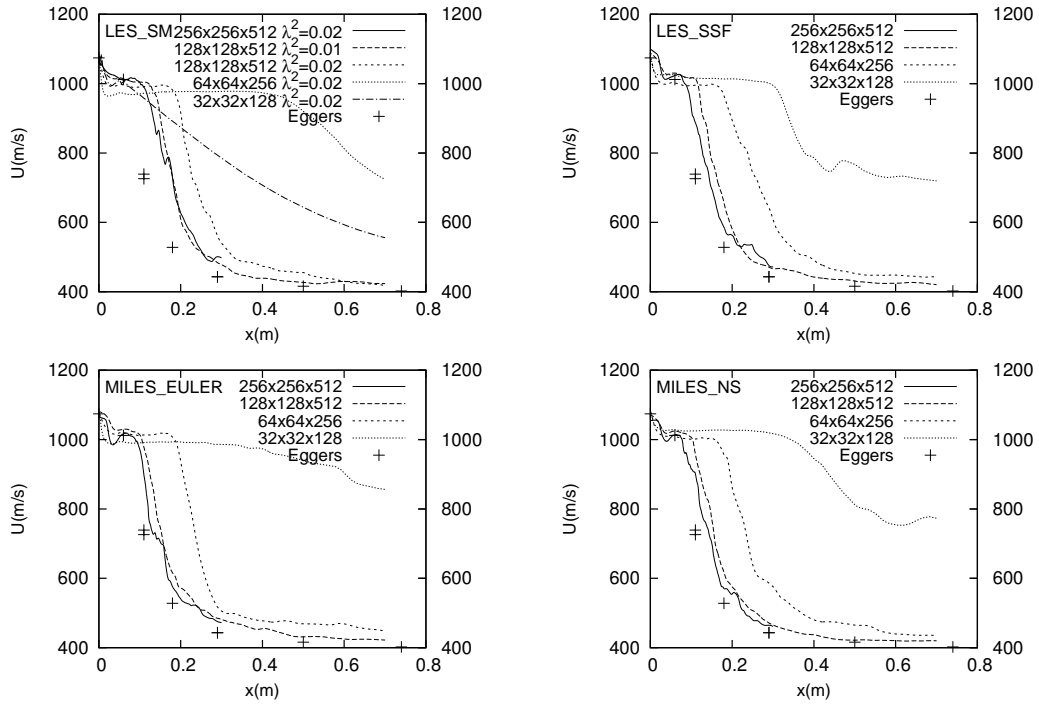 1200 1200
LES_SM 256x256x512 λ²=0.02
128x128x512 λ²=0.01
128x128x512 λ²=0.02
64x64x256 λ²=0.02
32x32x128 λ²=0.02
Eggers
1000 1000
800 800
600 600
400 400
0 0.2 0.4 0.6 0.8
U(m/s)
x(m)
1200 1200
LES_SSF 256x256x512
128x128x512
64x64x256
32x32x128
Eggers
1000 1000
800 800
600 600
400 400
0 0.2 0.4 0.6 0.8
U(m/s)
x(m)
1200 1200
MILES_EULER 256x256x512
128x128x512
64x64x256
32x32x128
Eggers
1000 1000
800 800
600 600
400 400
0 0.2 0.4 0.6 0.8
U(m/s)
x(m)
1200 1200
MILES_NS 256x256x512
128x128x512
64x64x256
32x32x128
Eggers
1000 1000
800 800
600 600
400 400
0 0.2 0.4 0.6 0.8
U(m/s)
x(m)